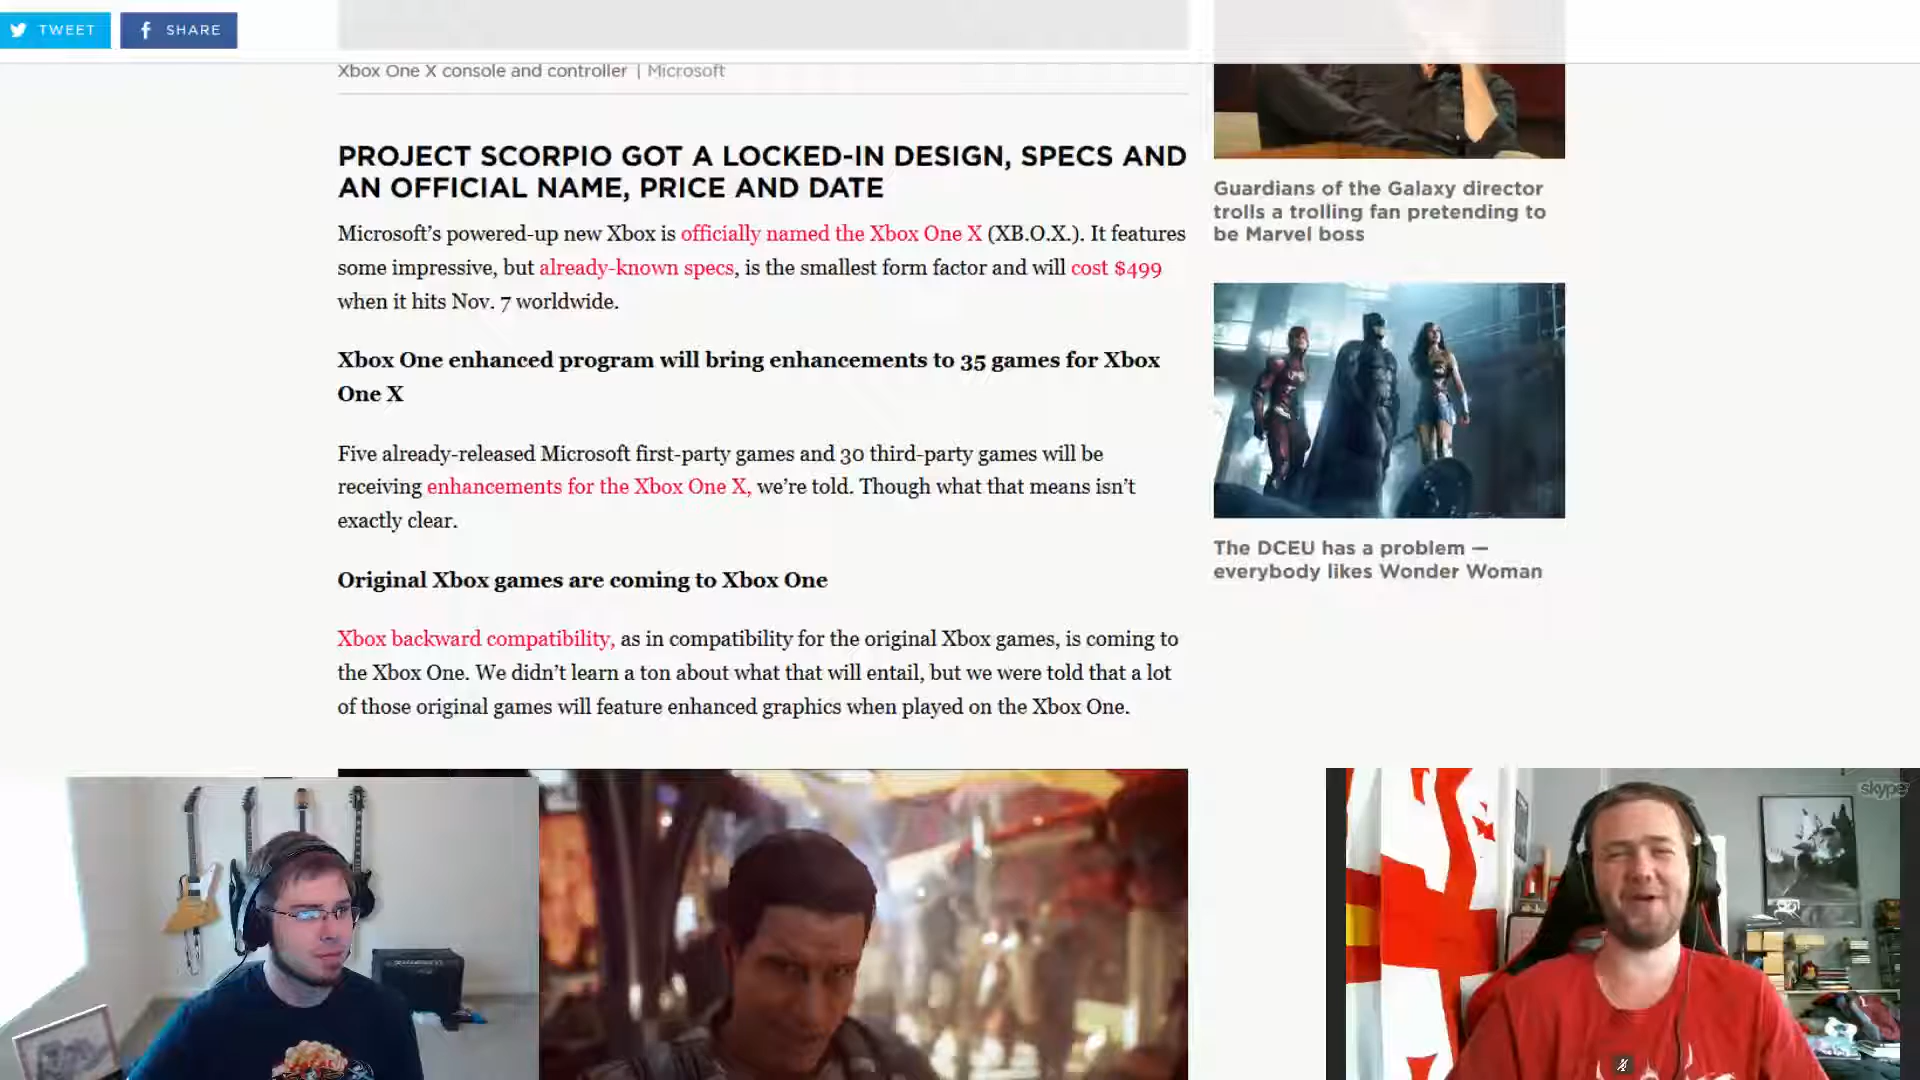 TWEET
SHARE
Xbox One X console and controller | Microsoft
PROJECT SCORPIO GOT A LOCKED-IN DESIGN, SPECS AND
AN OFFICIAL NAME, PRICE AND DATE
Microsoft’s powered-up new Xbox is officially named the Xbox One X (XB.O.X.). It features
some impressive, but already-known specs, is the smallest form factor and will cost $499
when it hits Nov. 7 worldwide.
Xbox One enhanced program will bring enhancements to 35 games for Xbox
One X
Five already-released Microsoft first-party games and 30 third-party games will be
receiving enhancements for the Xbox One X, we’re told. Though what that means isn’t
exactly clear.
Original Xbox games are coming to Xbox One
Xbox backward compatibility, as in compatibility for the original Xbox games, is coming to
the Xbox One. We didn’t learn a ton about what that will entail, but we were told that a lot
of those original games will feature enhanced graphics when played on the Xbox One.
Guardians of the Galaxy director
trolls a trolling fan pretending to
be Marvel boss
The DCEU has a problem —
everybody likes Wonder Woman
skype